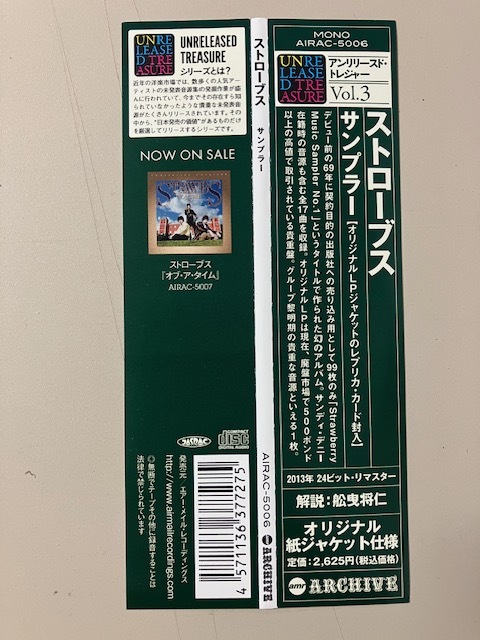 MONO
AIRAC-5006
UNRE
LEASE
D TRE
ASURE
アンリリースド・
トレジャー
Vol.3
ストローブス
サンプラー [オリジナルLPジャケットのレプリカ・カード封入]
デビュー前の69年に契約目的の出版社への売り込み用として99枚のみ「Strawberry
Music Sampler No.1」というタイトルで作られた幻のアルバム。サンディ・デニー
在籍時の音源も含む全17曲を収録。オリジナルLPは現在、廃盤市場で500ポンド
以上の高値で取引されている貴重盤。グループ黎明期の貴重な音源といえる1枚。
2013年 24ビット・リマスター
解説：舩曳将仁
オリジナル
紙ジャケット仕様
定価：2,625円(税込価格)
amr ARCHIVE
ストローブス サンプラー
AIRAC-5006
amr ARCHIVE
UNRE
LEASE
D TRE
ASURE
UNRELEASED
TREASURE
シリーズとは？
近年の洋楽市場では、数多くの人気アー
ティストの未発表音源集の発掘作業が盛
んに行われていて、今までその存在すら知
られていなかったような貴重な未発表音
源がたくさんリリースされています。その
中から、"日本発売の価値"があるものだけ
を厳選してリリースするシリーズです。
NOW ON SALE
STRAWBS
ストローブス
『オブ・ア・タイム』
AIRAC-5007
AIRAC
COMPACT
disc
DIGITAL AUDIO
4571136377275
発売元 エアー・メイル・レコーディングス
http://www.airmailrecordings.com
◎無断でテープその他に録音することは
法律で禁じられています